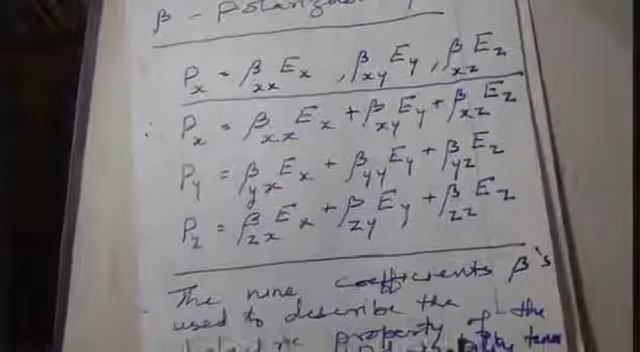 β - Polarizab
Px = βxx Ex , βxy Ey , βxz Ez
∴ Px = βxx Ex + βxy Ey + βxz Ez
Py = βyx Ex + βyy Ey + βyz Ez
Pz = βzx Ex + βzy Ey + βzz Ez
The nine coefficients β's
used to describe the
property of the